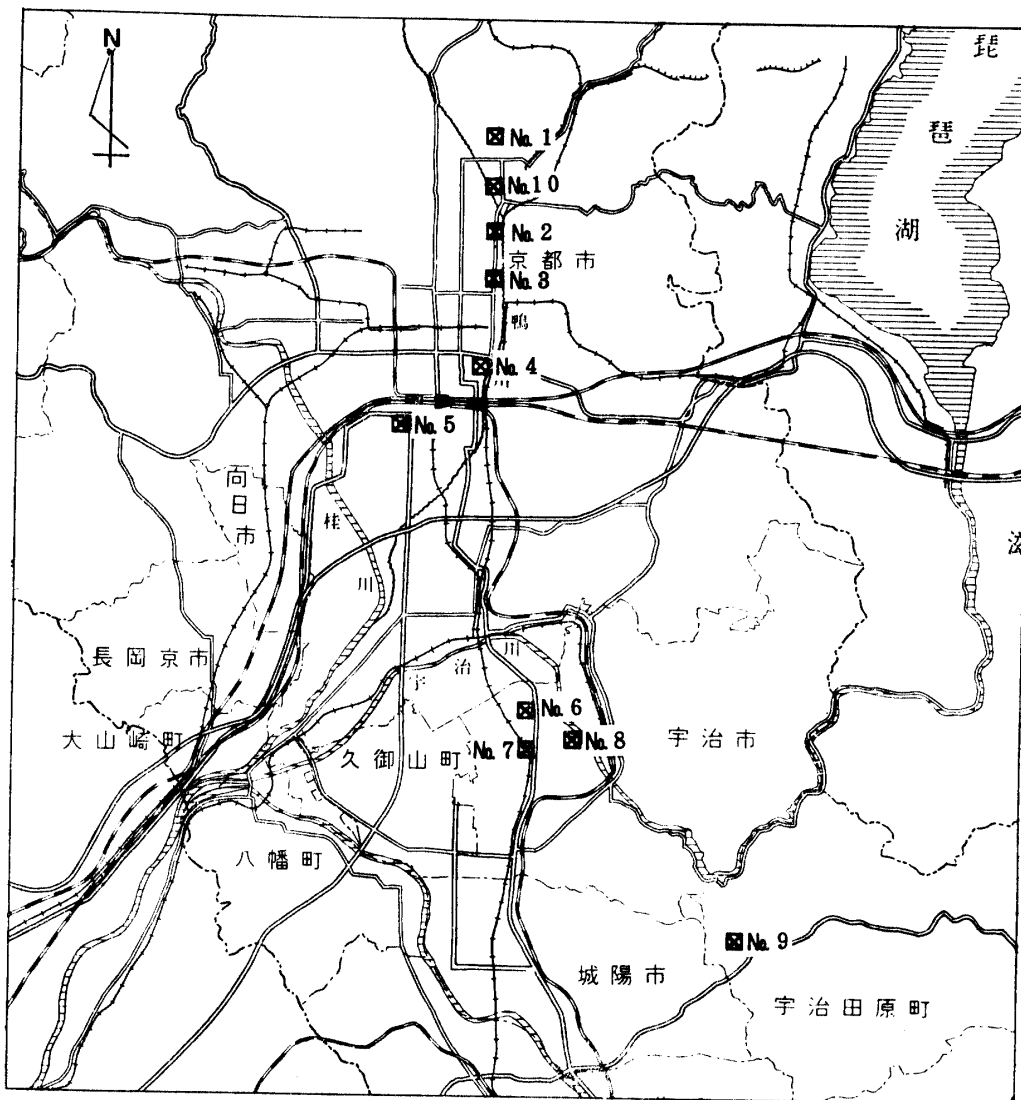 N
琵
琶
湖
No. 1
No. 10
No. 2
京都市
No. 3
鴨
川
No. 4
No. 5
向日市
桂
川
滋
長岡京市
宇
治
川
大山崎町
No. 6
No. 7
No. 8
久御山町
宇治市
八幡町
No. 9
城陽市
宇治田原町